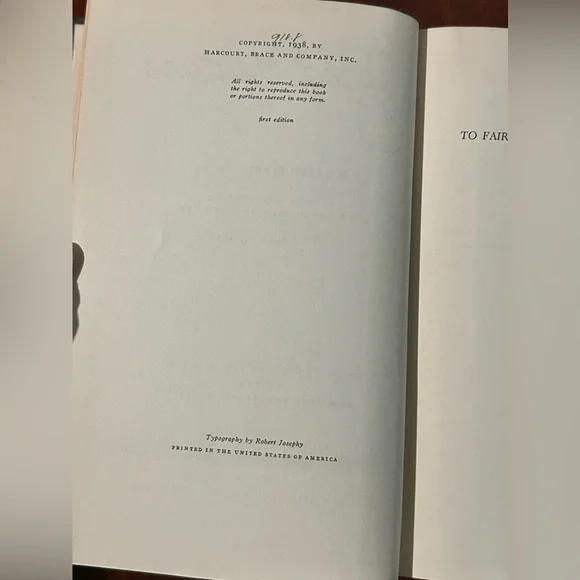 COPYRIGHT, 1938, BY
HARCOURT, BRACE AND COMPANY, INC.
All rights reserved, including
the right to reproduce this book
or portions thereof in any form.
first edition
Typography by Robert Josephy
PRINTED IN THE UNITED STATES OF AMERICA
TO FAIR